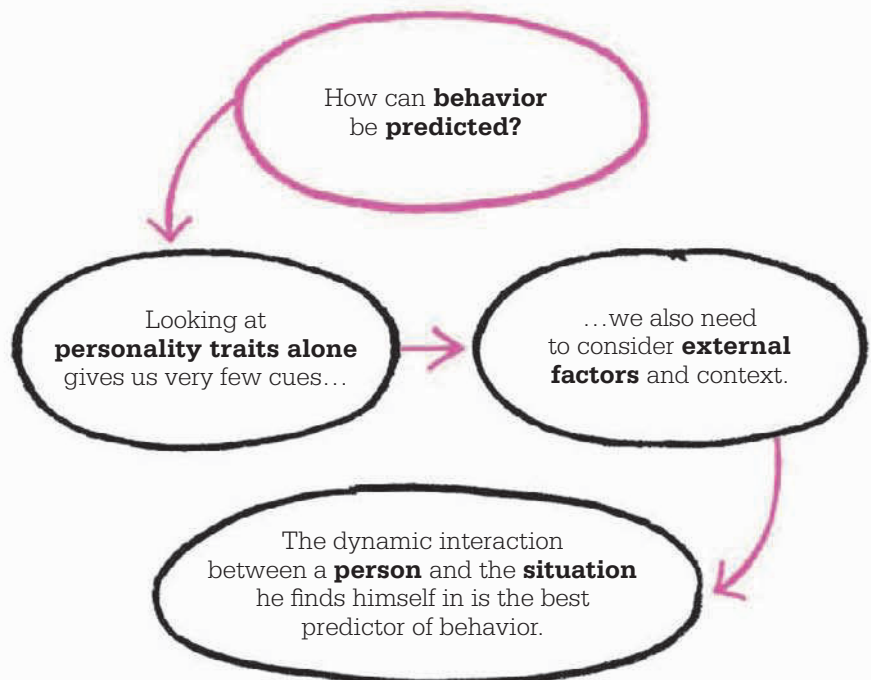 How can behavior
be predicted?
Looking at
personality traits alone
gives us very few cues…
…we also need
to consider external
factors and context.
The dynamic interaction
between a person and the situation
he finds himself in is the best
predictor of behavior.